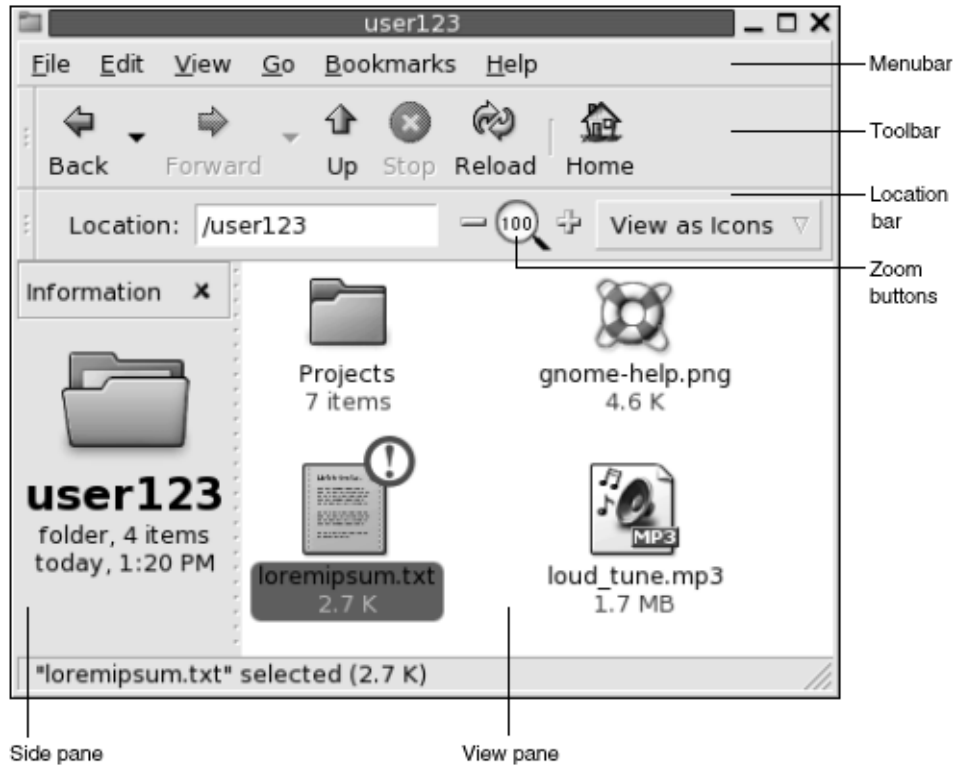 user123
File Edit View Go Bookmarks Help
Menubar
Back Forward Up Stop Reload Home
Toolbar
Location: /user123 100 View as Icons
Location
bar
Zoom
buttons
Information
Projects
7 items
gnome-help.png
4.6 K
user123
folder, 4 items
today, 1:20 PM
loremipsum.txt
2.7 K
MP3
loud_tune.mp3
1.7 MB
"loremipsum.txt" selected (2.7 K)
Side pane
View pane